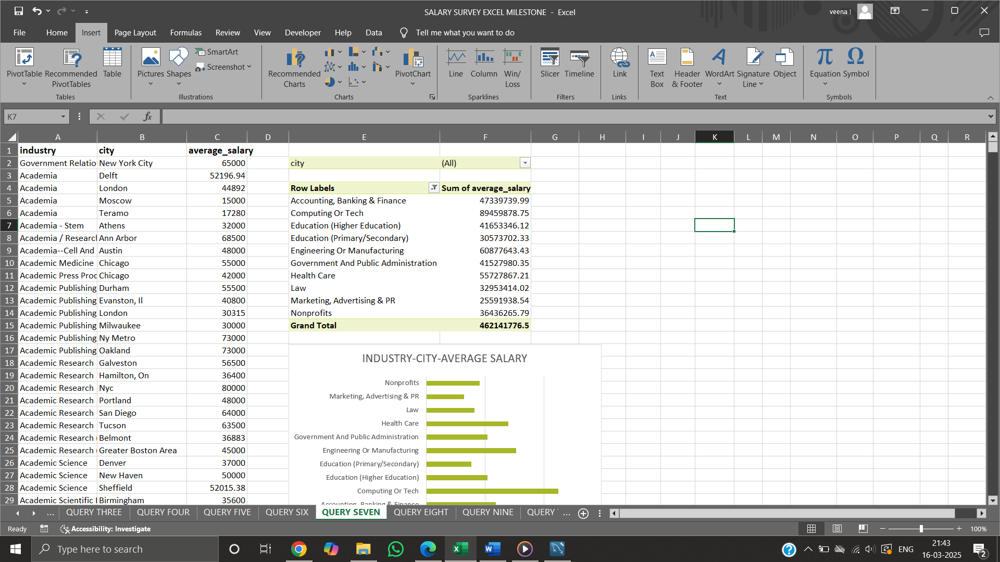 SALARY SURVEY EXCEL MILESTONE - Excel
veena !
File Home Insert Page Layout Formulas Review View Developer Help Data Tell me what you want to do
PivotTable Recommended PivotTables Table
Pictures Shapes SmartArt Screenshot
Recommended Charts PivotChart
Line Column Win/Loss
Slicer Timeline
Link
Text Box Header & Footer WordArt Signature Line Object
Equation Symbol
Tables Illustrations Charts Sparklines Filters Links Text Symbols
K7 fx
A B C D E F G H I J K L M N O P Q R
1 industry city average_salary
2 Government Relatio New York City 65000 city (All)
3 Academia Delft 52196.94
4 Academia London 44892 Row Labels Sum of average_salary
5 Academia Moscow 15000 Accounting, Banking & Finance 47339739.99
6 Academia Teramo 17280 Computing Or Tech 89459878.75
7 Academia - Stem Athens 32000 Education (Higher Education) 41653346.12
8 Academia / Research Ann Arbor 68500 Education (Primary/Secondary) 30573702.33
9 Academia--Cell And Austin 48000 Engineering Or Manufacturing 60877643.43
10 Academic Medicine Chicago 55000 Government And Public Administration 41527980.35
11 Academic Press Proc Chicago 42000 Health Care 55727867.21
12 Academic Publishing Durham 55500 Law 32953414.02
13 Academic Publishing Evanston, Il 40800 Marketing, Advertising & PR 25591938.54
14 Academic Publishing London 30315 Nonprofits 36436265.79
15 Academic Publishing Milwaukee 30000 Grand Total 462141776.5
16 Academic Publishing Ny Metro 73000
17 Academic Publishing Oakland 73000
18 Academic Research Galveston 56500
19 Academic Research Hamilton, On 36400
20 Academic Research Nyc 80000
21 Academic Research Portland 48000
22 Academic Research San Diego 64000
23 Academic Research Tucson 63500
24 Academic Research ( Belmont 36883
25 Academic Research ( Greater Boston Area 45000
26 Academic Science Denver 37000
27 Academic Science New Haven 50000
28 Academic Science Sheffield 52015.38
29 Academic Scientific Birmingham 35600
INDUSTRY-CITY-AVERAGE SALARY
Nonprofits
Marketing, Advertising & PR
Law
Health Care
Government And Public Administration
Engineering Or Manufacturing
Education (Primary/Secondary)
Education (Higher Education)
Computing Or Tech
Accounting, Banking & Finance
... QUERY THREE QUERY FOUR QUERY FIVE QUERY SIX QUERY SEVEN QUERY EIGHT QUERY NINE QUERY ...
Ready Accessibility: Investigate 100%
Type here to search
ENG
21:43
16-03-2025
2